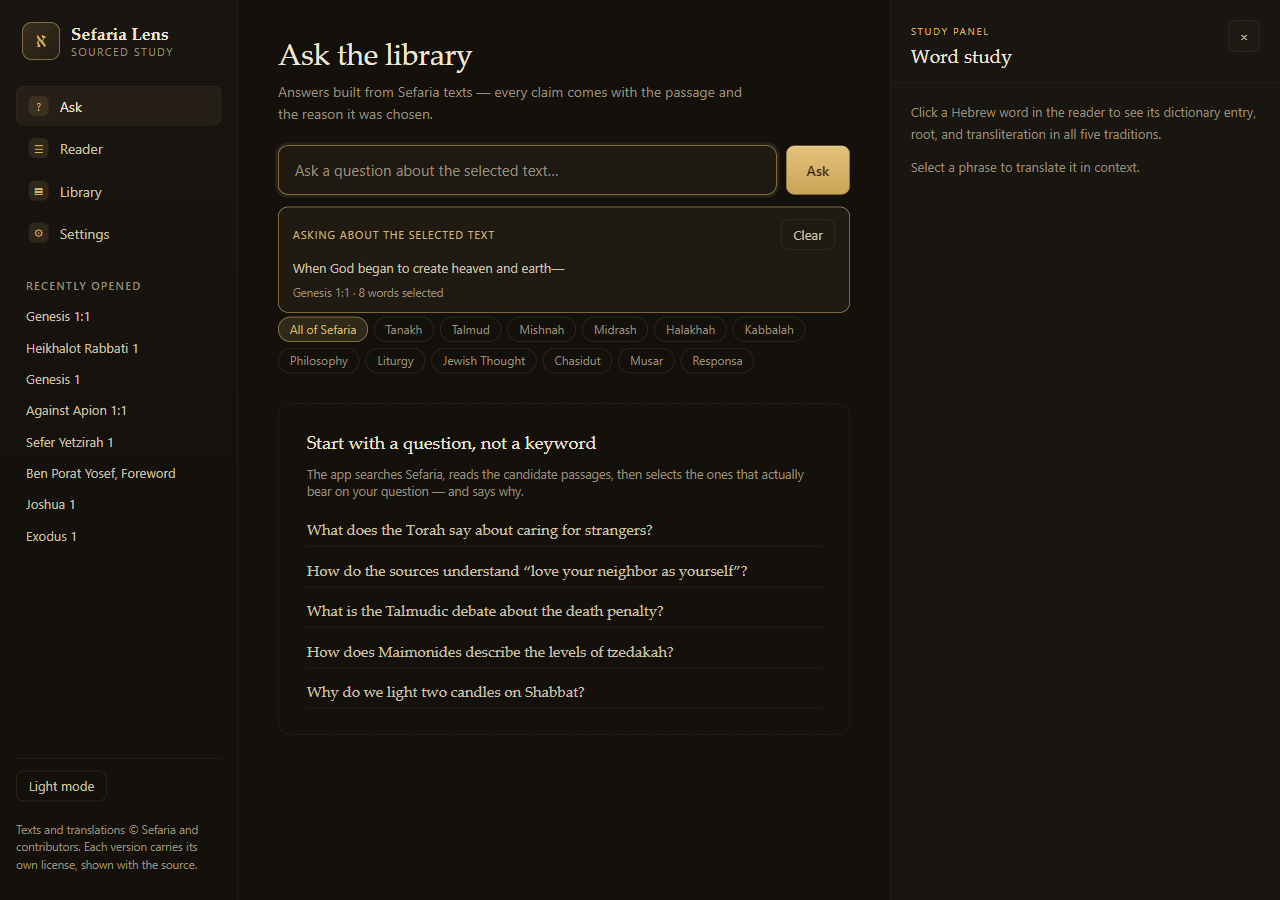 א
Sefaria Lens
SOURCED STUDY
? Ask
☰ Reader
Library
⚙ Settings
RECENTLY OPENED
Genesis 1:1
Heikhalot Rabbati 1
Genesis 1
Against Apion 1:1
Sefer Yetzirah 1
Ben Porat Yosef, Foreword
Joshua 1
Exodus 1
Light mode
Texts and translations © Sefaria and
contributors. Each version carries its
own license, shown with the source.
Ask the library
Answers built from Sefaria texts — every claim comes with the passage and
the reason it was chosen.
Ask a question about the selected text...
Ask
ASKING ABOUT THE SELECTED TEXT
Clear
When God began to create heaven and earth—
Genesis 1:1 · 8 words selected
All of Sefaria Tanakh Talmud Mishnah Midrash Halakhah Kabbalah
Philosophy Liturgy Jewish Thought Chasidut Musar Responsa
Start with a question, not a keyword
The app searches Sefaria, reads the candidate passages, then selects the ones that actually
bear on your question — and says why.
What does the Torah say about caring for strangers?
How do the sources understand “love your neighbor as yourself”?
What is the Talmudic debate about the death penalty?
How does Maimonides describe the levels of tzedakah?
Why do we light two candles on Shabbat?
STUDY PANEL
×
Word study
Click a Hebrew word in the reader to see its dictionary entry,
root, and transliteration in all five traditions.
Select a phrase to translate it in context.